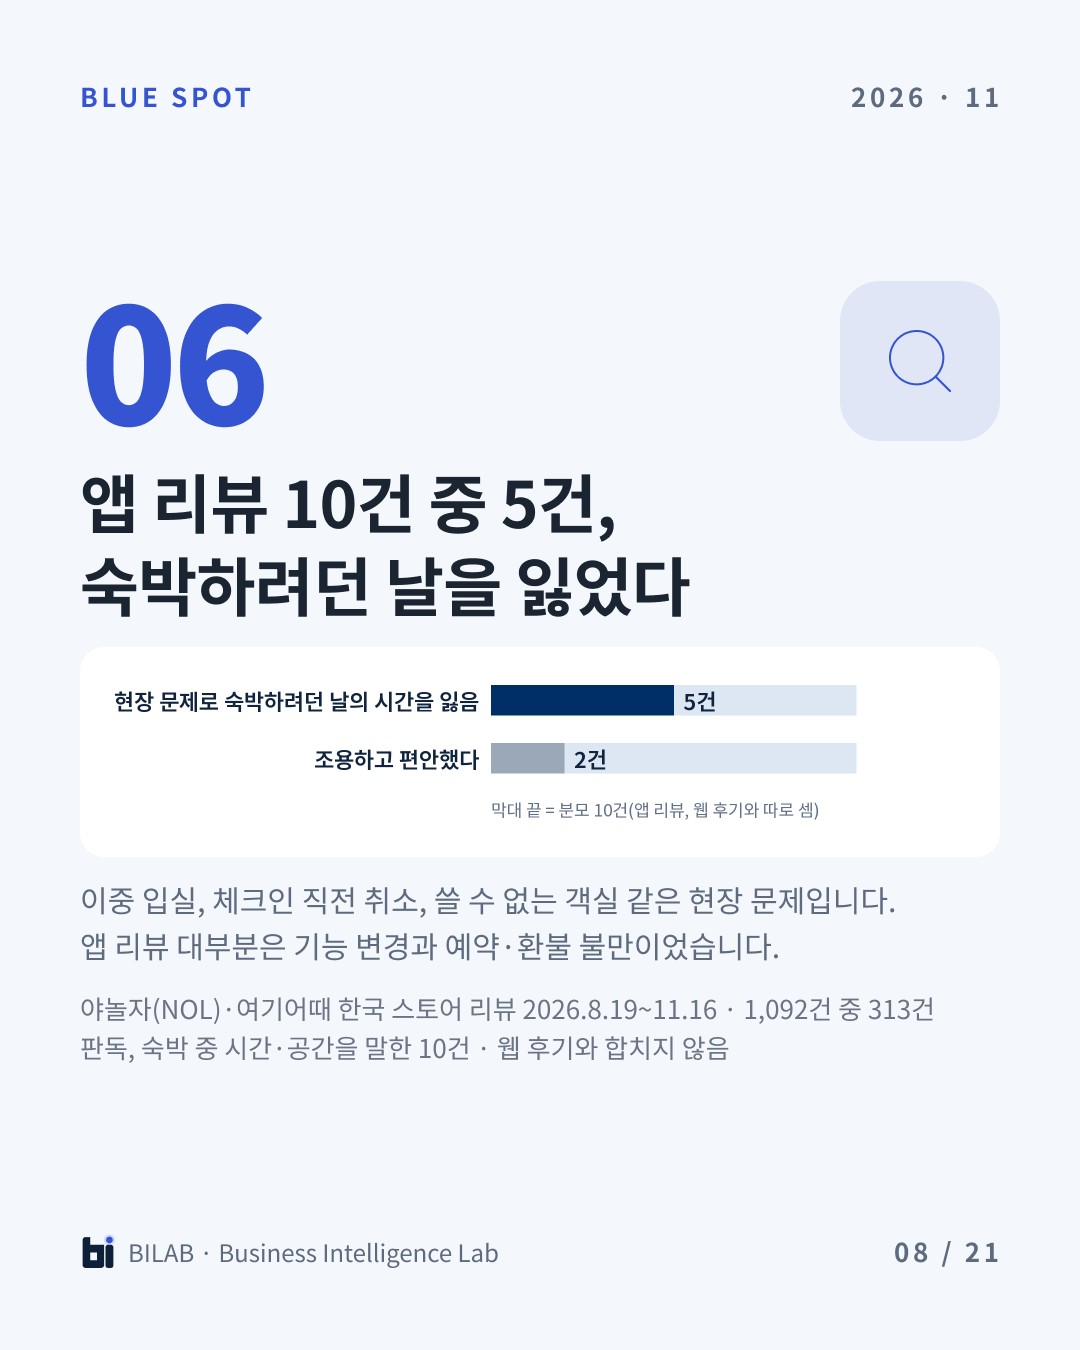 BLUE SPOT
2026 · 11
06
앱 리뷰 10건 중 5건,
숙박하려던 날을 잃었다
현장 문제로 숙박하려던 날의 시간을 잃음 5건
조용하고 편안했다 2건
막대 끝 = 분모 10건(앱 리뷰, 웹 후기와 따로 셈)
이중 입실, 체크인 직전 취소, 쓸 수 없는 객실 같은 현장 문제입니다.
앱 리뷰 대부분은 기능 변경과 예약·환불 불만이었습니다.
야놀자(NOL)·여기어때 한국 스토어 리뷰 2026.8.19~11.16 · 1,092건 중 313건
판독, 숙박 중 시간·공간을 말한 10건 · 웹 후기와 합치지 않음
bi BILAB · Business Intelligence Lab
08 / 21